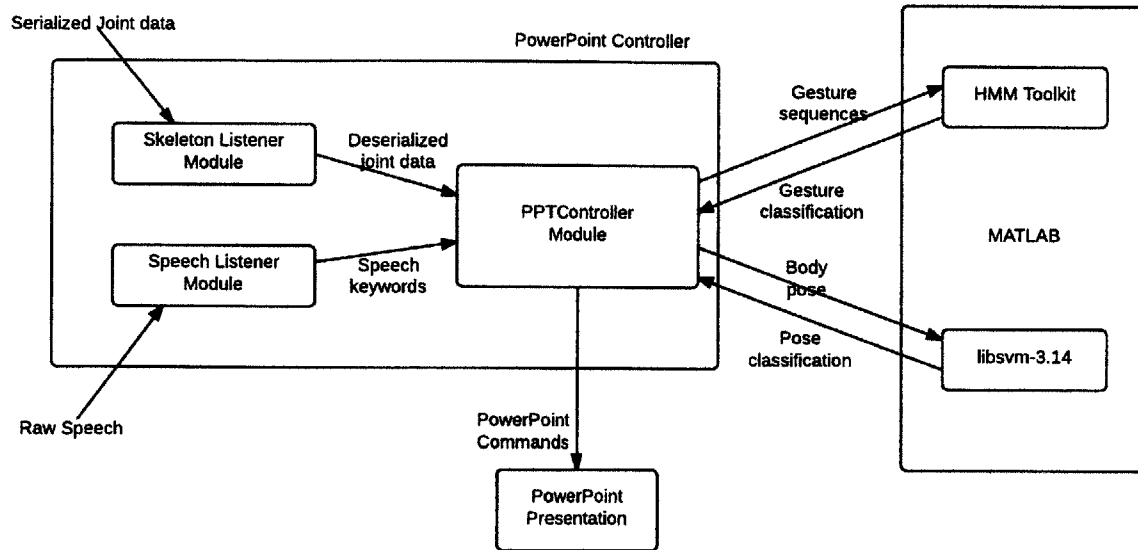 Serialized Joint data
PowerPoint Controller
Skeleton Listener
Module
Deserialized
joint data
Speech Listener
Module
Speech
keywords
Raw Speech
PPTController
Module
Gesture
sequences
Gesture
classification
Body
pose
Pose
classification
HMM Toolkit
MATLAB
libsvm-3.14
PowerPoint
Commands
PowerPoint
Presentation